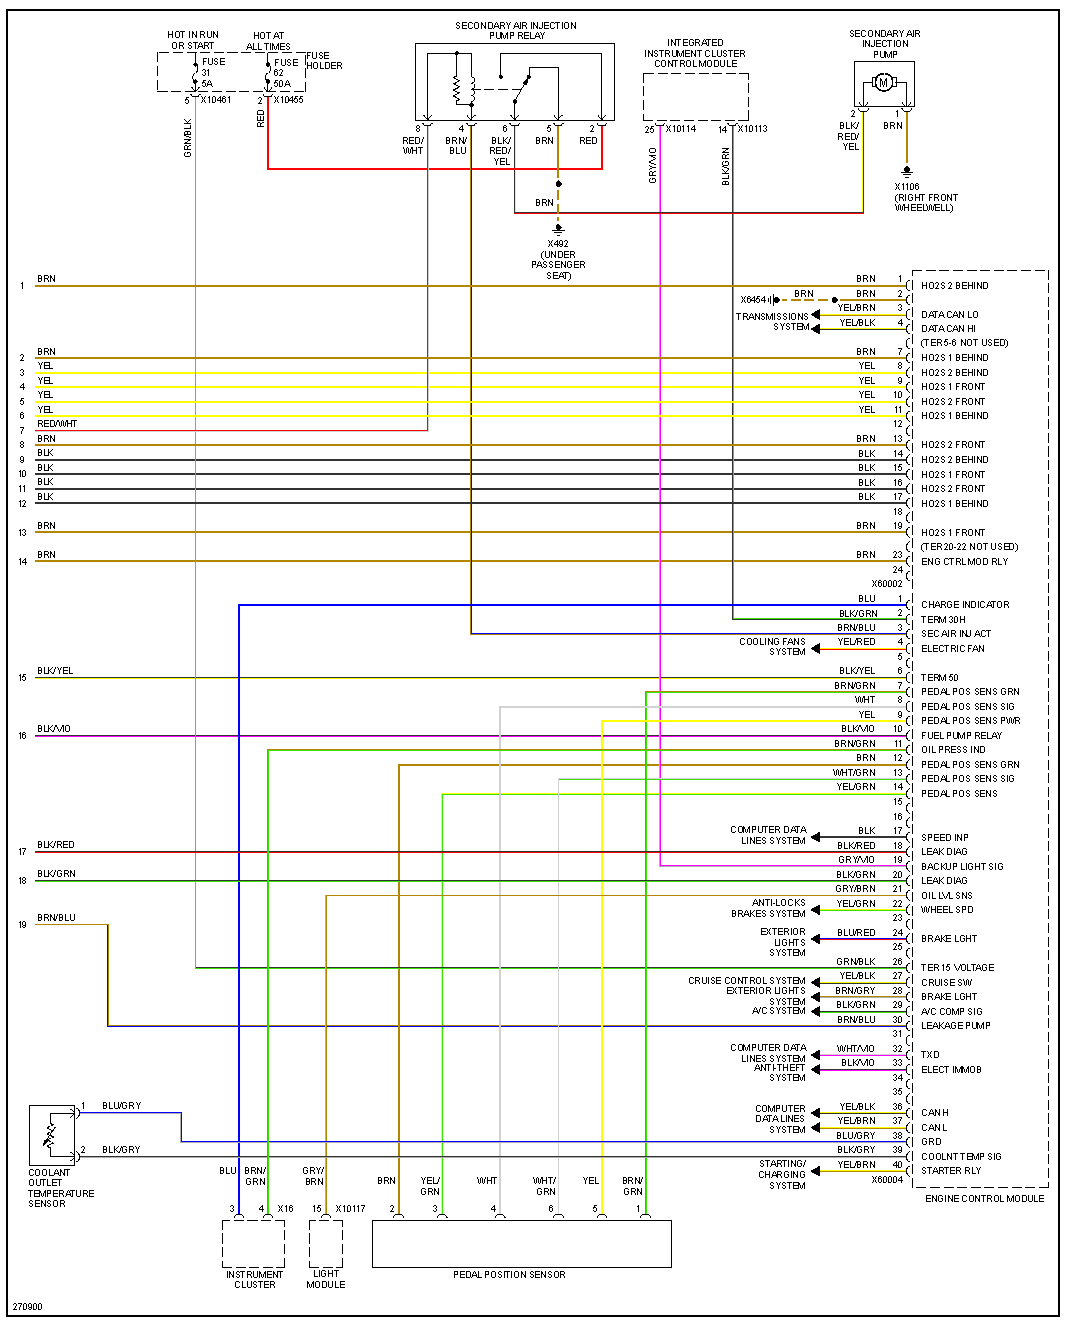 HOT IN RUN
OR START
HOT AT
ALL TIMES
FUSE
31
5A
FUSE
62
50A
FUSE
HOLDER
5 X10461
2 X10455
GRN/BLK
RED
SECONDARY AIR INJECTION
PUMP RELAY
8 4 6 5 2
RED/
WHT
BRN/
BLU
BLK/
RED/
YEL
BRN
RED
BRN
X492
(UNDER
PASSENGER
SEAT)
INTEGRATED
INSTRUMENT CLUSTER
CONTROL MODULE
25 X10114
14 X10113
GRY/VIO
BLK/GRN
SECONDARY AIR
INJECTION
PUMP
M
2 1
BLK/
RED/
YEL
BRN
X1106
(RIGHT FRONT
WHEELWELL)
1 BRN BRN 1 HO2S 2 BEHIND
X6454 BRN BRN 2
TRANSMISSIONS
SYSTEM
YEL/BRN 3 DATA CAN LO
YEL/BLK 4 DATA CAN HI
(TER 5-6 NOT USED)
2 BRN BRN 7 HO2S 1 BEHIND
3 YEL YEL 8 HO2S 2 BEHIND
4 YEL YEL 9 HO2S 1 FRONT
5 YEL YEL 10 HO2S 2 FRONT
6 YEL YEL 11 HO2S 1 BEHIND
7 RED/WHT 12
8 BRN BRN 13 HO2S 2 FRONT
9 BLK BLK 14 HO2S 2 BEHIND
10 BLK BLK 15 HO2S 1 FRONT
11 BLK BLK 16 HO2S 2 FRONT
12 BLK BLK 17 HO2S 1 BEHIND
18
13 BRN BRN 19 HO2S 1 FRONT
(TER 20-22 NOT USED)
14 BRN BRN 23 ENG CTRL MOD RLY
24
X60002
BLU 1 CHARGE INDICATOR
BLK/GRN 2 TERM 30H
BRN/BLU 3 SEC AIR INJ ACT
COOLING FANS
SYSTEM
YEL/RED 4 ELECTRIC FAN
5
15 BLK/YEL BLK/YEL 6 TERM 50
BRN/GRN 7 PEDAL POS SENS GRN
WHT 8 PEDAL POS SENS SIG
YEL 9 PEDAL POS SENS PWR
16 BLK/VIO BLK/VIO 10 FUEL PUMP RELAY
BRN/GRN 11 OIL PRESS IND
BRN 12 PEDAL POS SENS GRN
WHT/GRN 13 PEDAL POS SENS SIG
YEL/GRN 14 PEDAL POS SENS
15
16
COMPUTER DATA
LINES SYSTEM
BLK 17 SPEED INP
17 BLK/RED BLK/RED 18 LEAK DIAG
GRY/VIO 19 BACKUP LIGHT SIG
18 BLK/GRN BLK/GRN 20 LEAK DIAG
GRY/BRN 21 OIL LVL SNS
ANTI-LOCKS
BRAKES SYSTEM
YEL/GRN 22 WHEEL SPD
19 BRN/BLU 23
EXTERIOR
LIGHTS
SYSTEM
BLU/RED 24 BRAKE LGHT
25
GRN/BLK 26 TER 15 VOLTAGE
CRUISE CONTROL SYSTEM YEL/BLK 27 CRUISE SW
EXTERIOR LIGHTS
SYSTEM
BRN/GRY 28 BRAKE LGHT
A/C SYSTEM BLK/GRN 29 A/C COMP SIG
BRN/BLU 30 LEAKAGE PUMP
31
COMPUTER DATA
LINES SYSTEM
WHT/VIO 32 TXD
ANTI-THEFT
SYSTEM
BLK/VIO 33 ELECT IMMOB
34
35
COMPUTER
DATA LINES
SYSTEM
YEL/BLK 36 CAN H
YEL/BRN 37 CAN L
1 BLU/GRY BLU/GRY 38 GRD
2 BLK/GRY BLK/GRY 39 COOLNT TEMP SIG
STARTING/
CHARGING
SYSTEM
YEL/BRN 40 STARTER RLY
X60004
ENGINE CONTROL MODULE
COOLANT
OUTLET
TEMPERATURE
SENSOR
BLU
BRN/
GRN
GRY/
BRN
BRN
YEL/
GRN
WHT
WHT/
GRN
YEL
BRN/
GRN
3 4 X16
15 X10117
2 3 4 6 5 1
INSTRUMENT
CLUSTER
LIGHT
MODULE
PEDAL POSITION SENSOR
270900